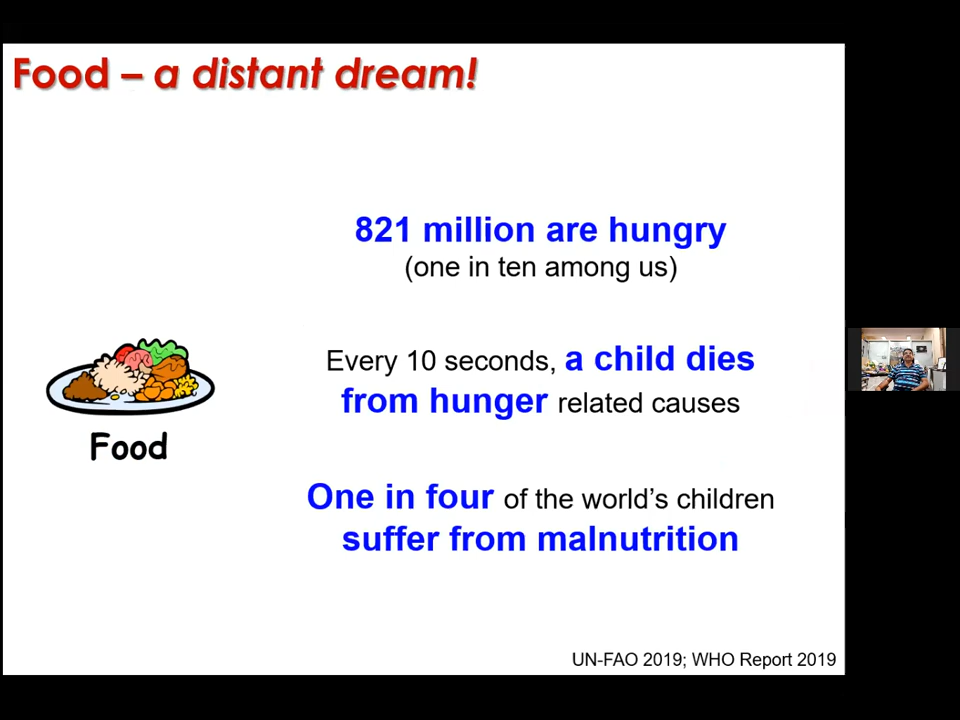 Food – a distant dream!
821 million are hungry
(one in ten among us)
Every 10 seconds, a child dies
from hunger related causes
Food
One in four of the world’s children
suffer from malnutrition
UN-FAO 2019; WHO Report 2019